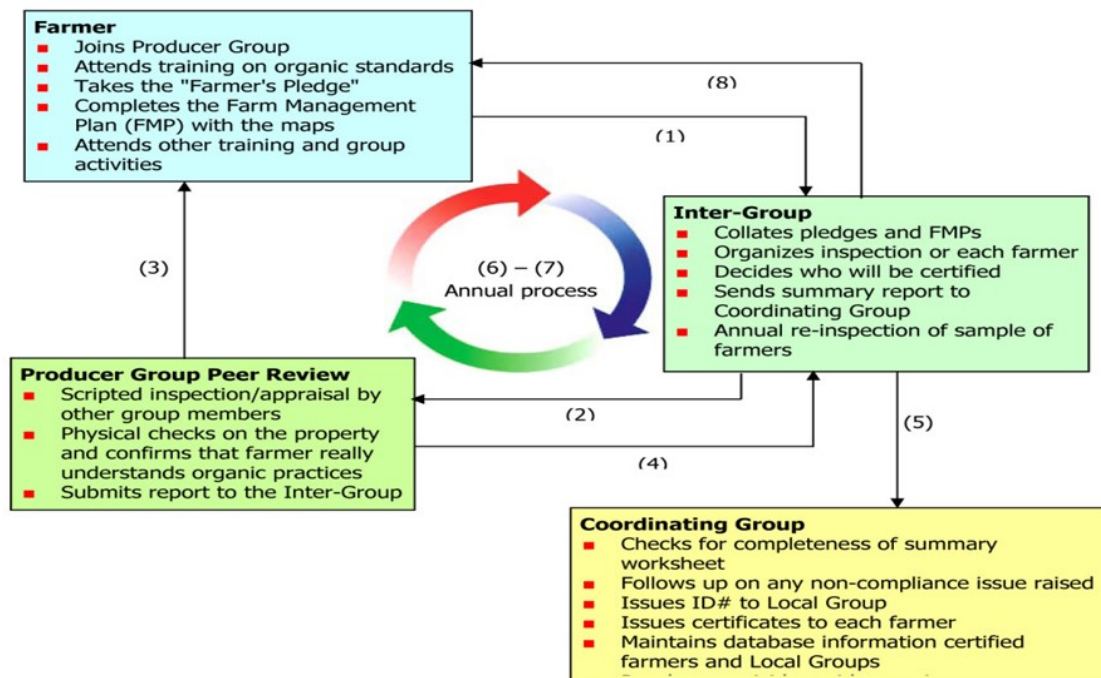 Farmer
Joins Producer Group
Attends training on organic standards
Takes the "Farmer's Pledge"
Completes the Farm Management
Plan (FMP) with the maps
Attends other training and group
activities
(8)
(1)
(3)
(6) – (7)
Annual process
Inter-Group
Collates pledges and FMPs
Organizes inspection or each farmer
Decides who will be certified
Sends summary report to
Coordinating Group
Annual re-inspection of sample of
farmers
Producer Group Peer Review
Scripted inspection/appraisal by
other group members
Physical checks on the property
and confirms that farmer really
understands organic practices
Submits report to the Inter-Group
(2)
(4)
(5)
Coordinating Group
Checks for completeness of summary
worksheet
Follows up on any non-compliance issue raised
Issues ID# to Local Group
Issues certificates to each farmer
Maintains database information certified
farmers and Local Groups